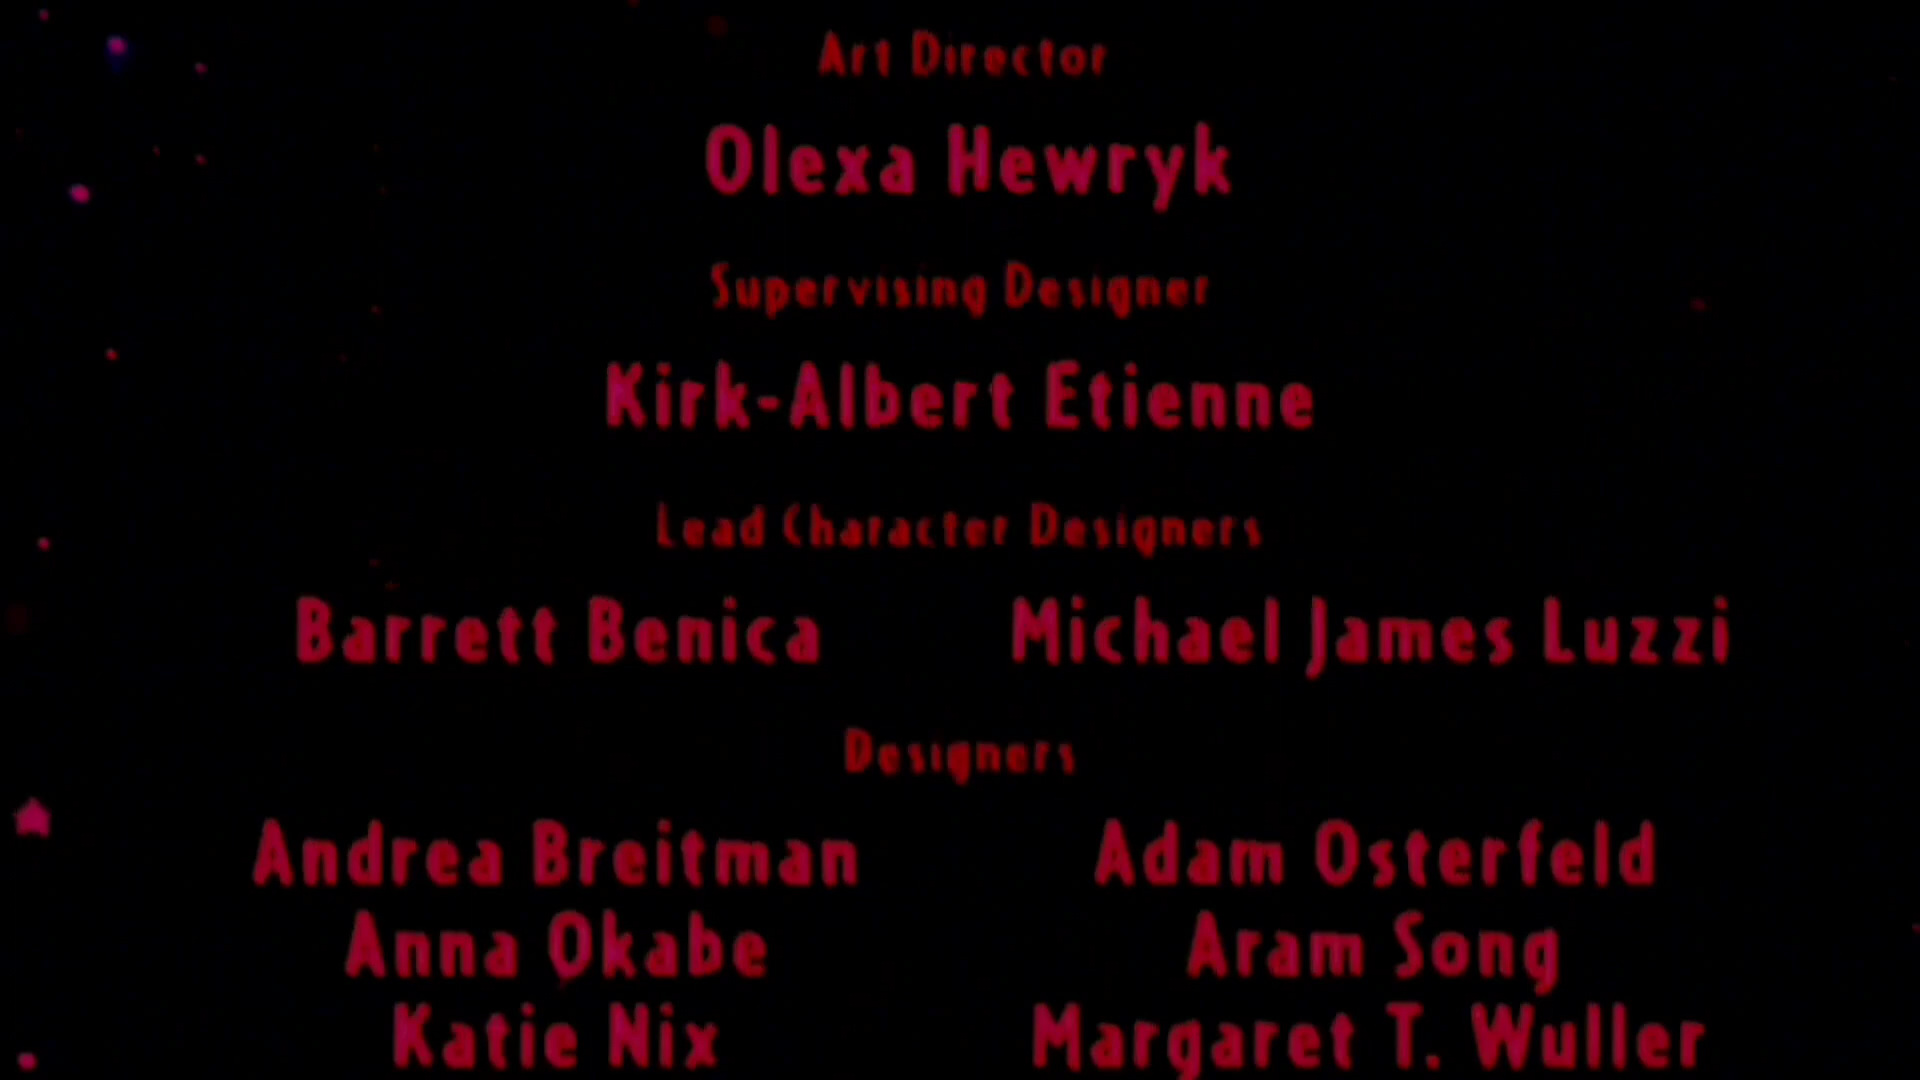 Art Director
Olexa Hewryk
Supervising Designer
Kirk-Albert Etienne
Lead Character Designers
Barrett Benica Michael James Luzzi
Designers
Andrea Breitman Adam Osterfeld
Anna Okabe Aram Song
Katie Nix Margaret T. Wuller